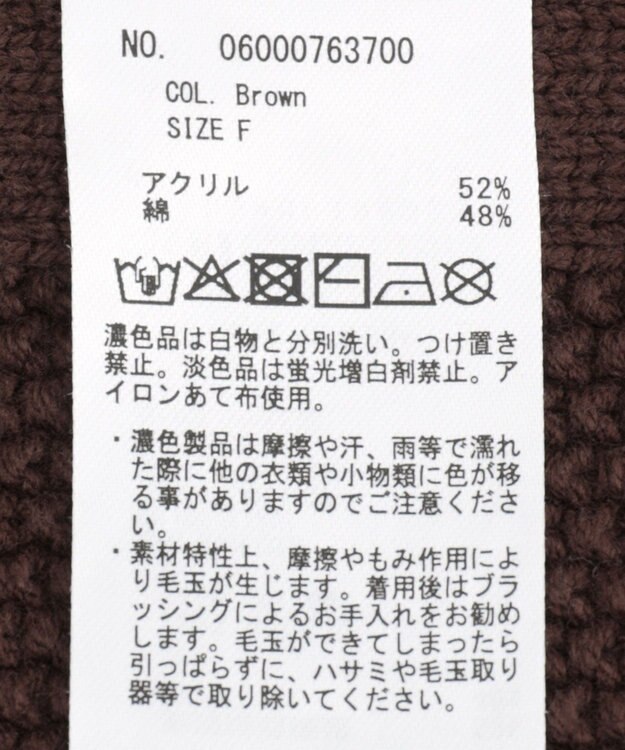 NO. 06000763700
COL. Brown
SIZE F
アクリル 52%
綿 48%
濃色品は白物と分別洗い。つけ置き
禁止。淡色品は蛍光増白剤禁止。ア
イロンあて布使用。
・濃色製品は摩擦や汗、雨等で濡れ
た際に他の衣類や小物類に色が移
る事がありますのでご注意くださ
い。
・素材特性上、摩擦やもみ作用によ
り毛玉が生じます。着用後はブラ
ッシングによるお手入れをお勧め
します。毛玉ができてしまったら
引っぱらずに、ハサミや毛玉取り
器等で取り除いてください。